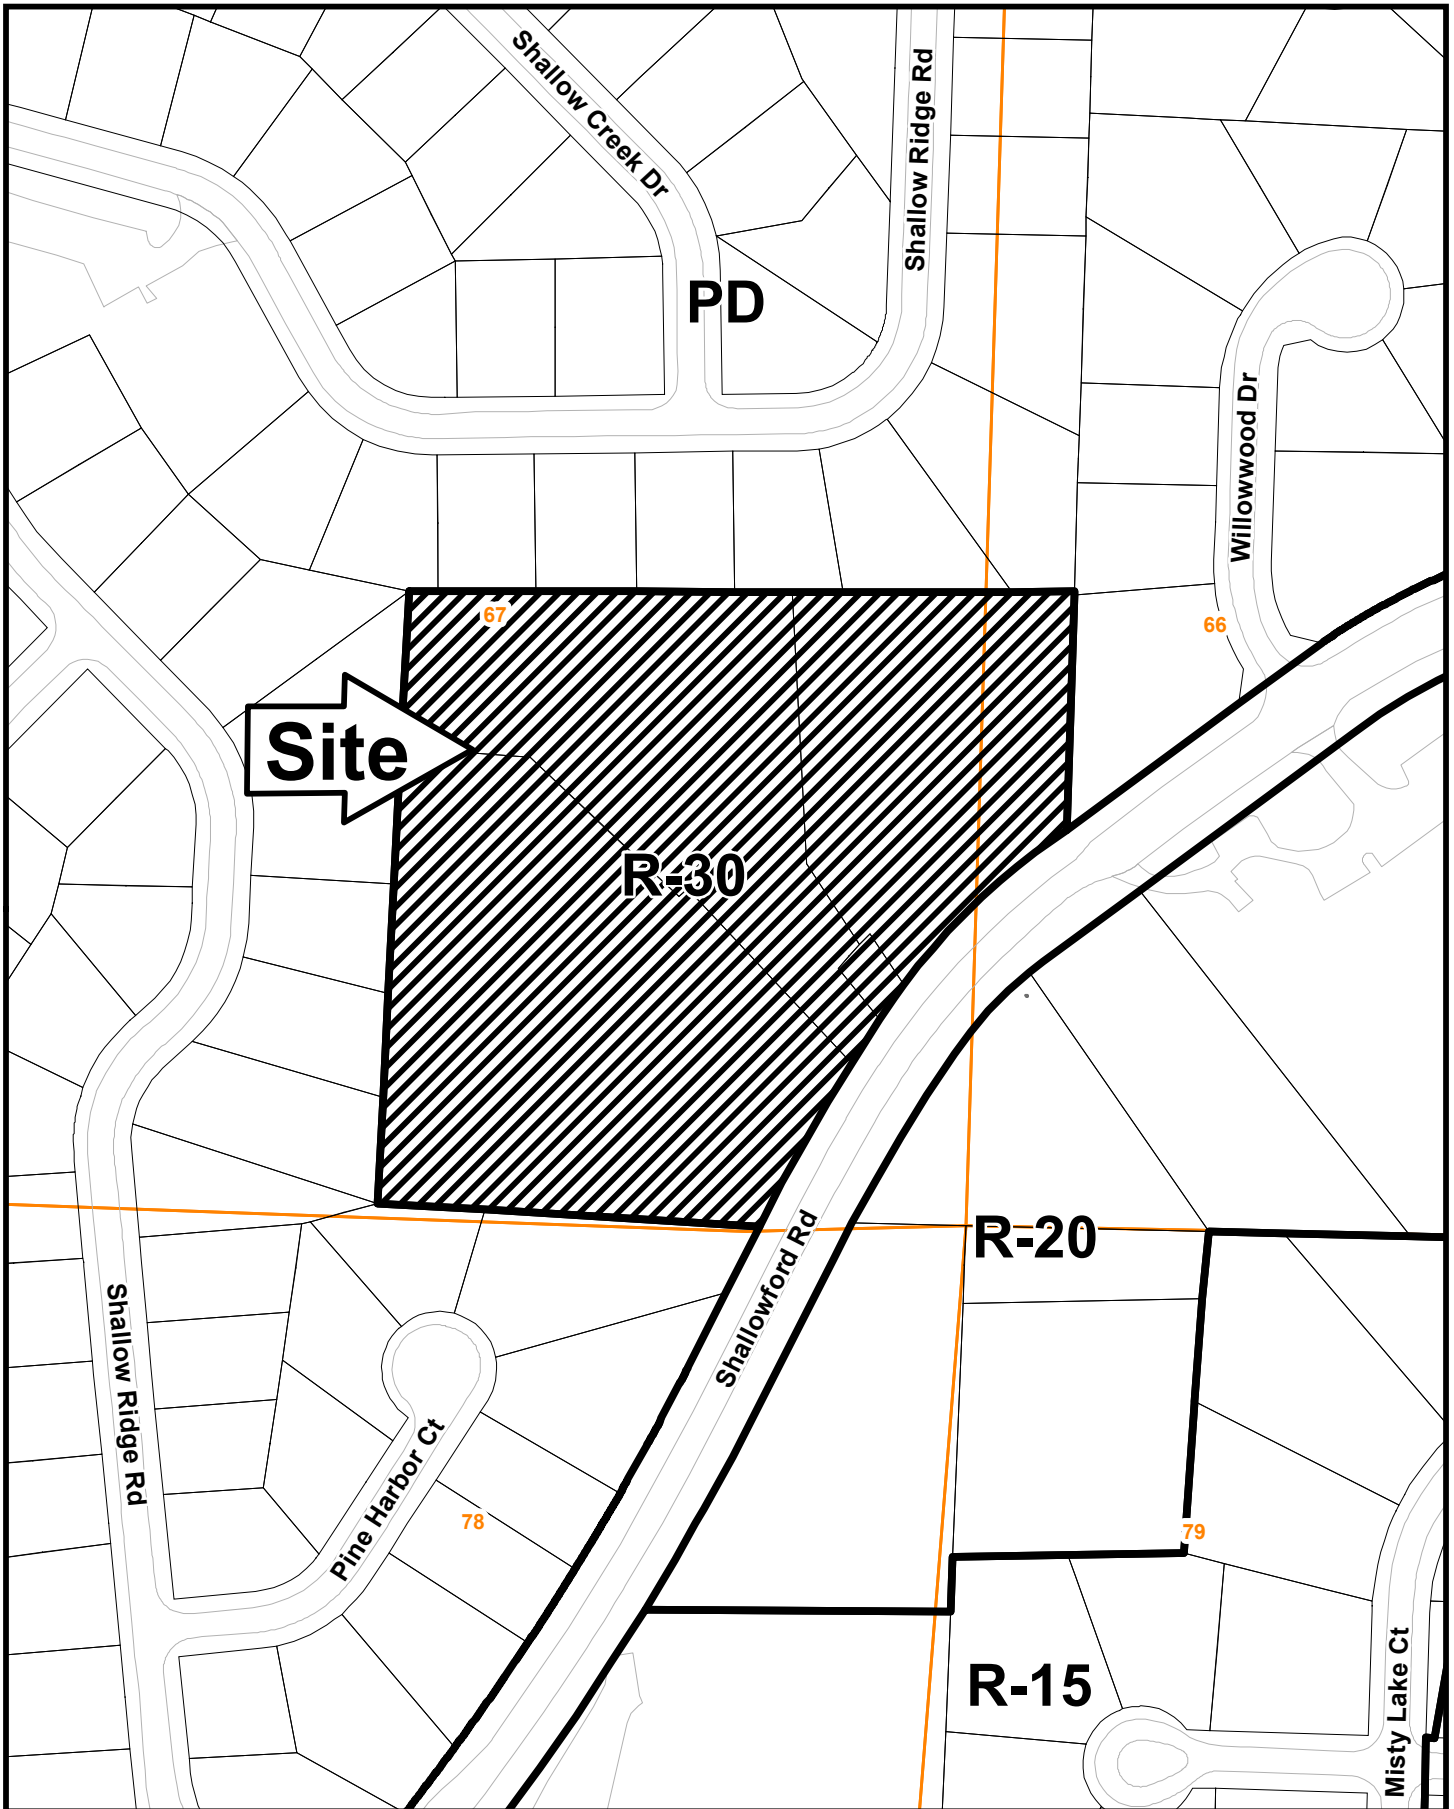 Shallow Creek Dr
Shallow Ridge Rd
PD
Willowwood Dr
67
66
Site
R-30
R-20
Shallowford Rd
Shallow Ridge Rd
Pine Harbor Ct
78
79
R-15
Misty Lake Ct